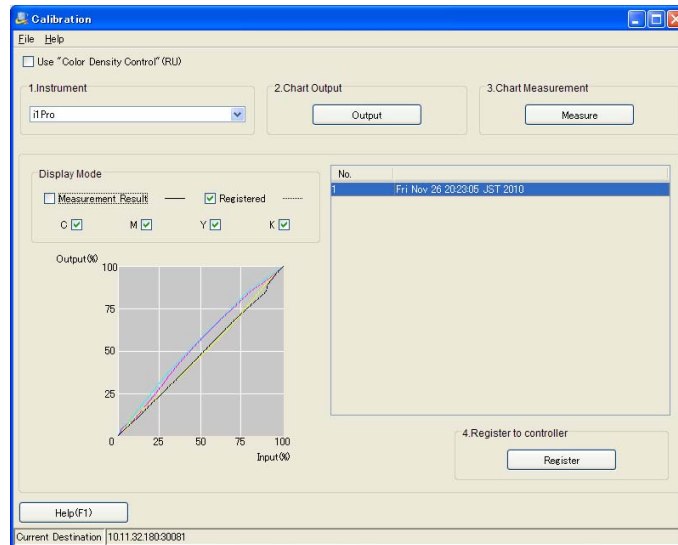 Calibration
File Help
Use "Color Density Control"(RU)
1.Instrument
i1Pro
2.Chart Output
Output
3.Chart Measurement
Measure
Display Mode
Measurement Result Registered
C M Y K
Output(%)
100
75
50
25
0 25 50 75 100
Input(%)
No.
1 Fri Nov 26 20:23:05 JST 2010
4.Register to controller
Register
Help(F1)
Current Destination 10.11.32.180:30081